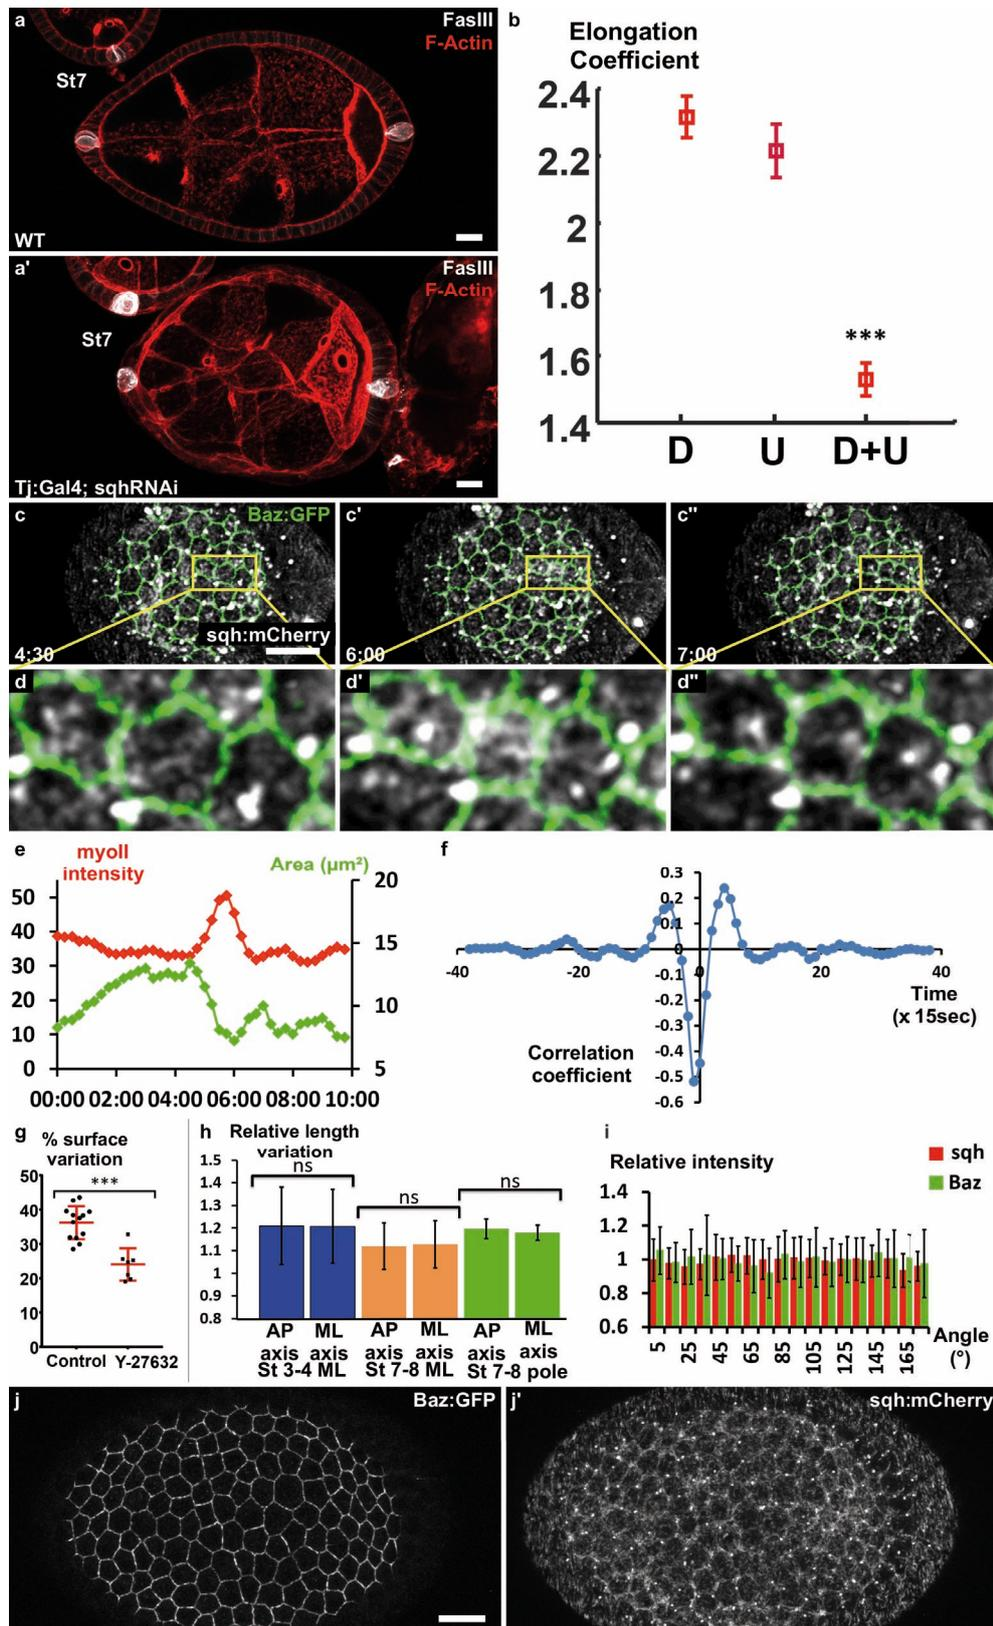 a
FasIII
F-Actin
St7
WT
a'
FasIII
F-Actin
St7
Tj:Gal4; sqhRNAi
b
Elongation
Coefficient
2.4
2.2
2
1.8
1.6
1.4
***
D U D+U
c
Baz:GFP
sqh:mCherry
4:30
c'
6:00
c"
7:00
d
d'
d"
e
myoII
intensity
Area (µm²)
50
40
30
20
10
0
20
15
10
5
00:00 02:00 04:00 06:00 08:00 10:00
f
0.3
0.2
0.1
0
-0.1
-0.2
-0.3
-0.4
-0.5
-0.6
-40 -20 0 20 40
Time
(x 15sec)
Correlation
coefficient
g
% surface
variation
***
50
40
30
20
10
0
Control Y-27632
h
Relative length
variation
1.5
1.4
1.3
1.2
1.1
1
0.9
0.8
ns
ns
ns
AP ML AP ML AP ML
axis axis axis axis axis axis
St 3-4 ML St 7-8 ML St 7-8 pole
i
Relative intensity
sqh
Baz
1.4
1.2
1
0.8
0.6
5 25 45 65 85 105 125 145 165
Angle
(°)
j
Baz:GFP
j'
sqh:mCherry